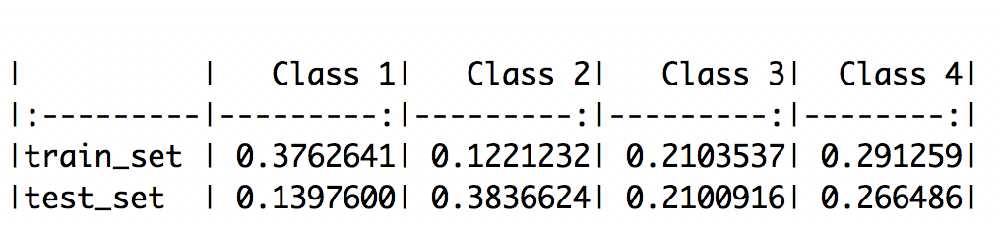 |          |   Class 1|   Class 2|   Class 3|  Class 4|
|:---------|---------:|---------:|---------:|--------:|
|train_set | 0.3762641| 0.1221232| 0.2103537| 0.291259|
|test_set  | 0.1397600| 0.3836624| 0.2100916| 0.266486|